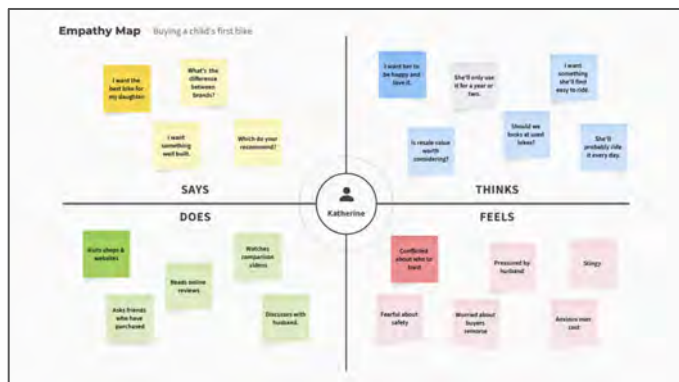 Empathy Map Buying a child's first bike
I want the
best bike for
my daughter.
What's the
difference
between
brands?
I want
something
well built.
Which do your
recommend?
SAYS
I want her to
be happy and
love it.
She'll only use
it for a year or
two.
I want
something
she'll find
easy to ride.
Is resale value
worth
considering?
Should we
looks at used
bikes?
She'll
probably ride
it every day.
THINKS
Katherine
DOES
Visits shops &
websites
Reads online
reviews
Watches
comparison
videos
Asks friends
who have
purchased
Discusses with
husband.
FEELS
Conflicted
about who to
trust
Pressured by
husband
Stingy
Fearful about
safety
Worried about
buyers
remorse
Anxious over
cost